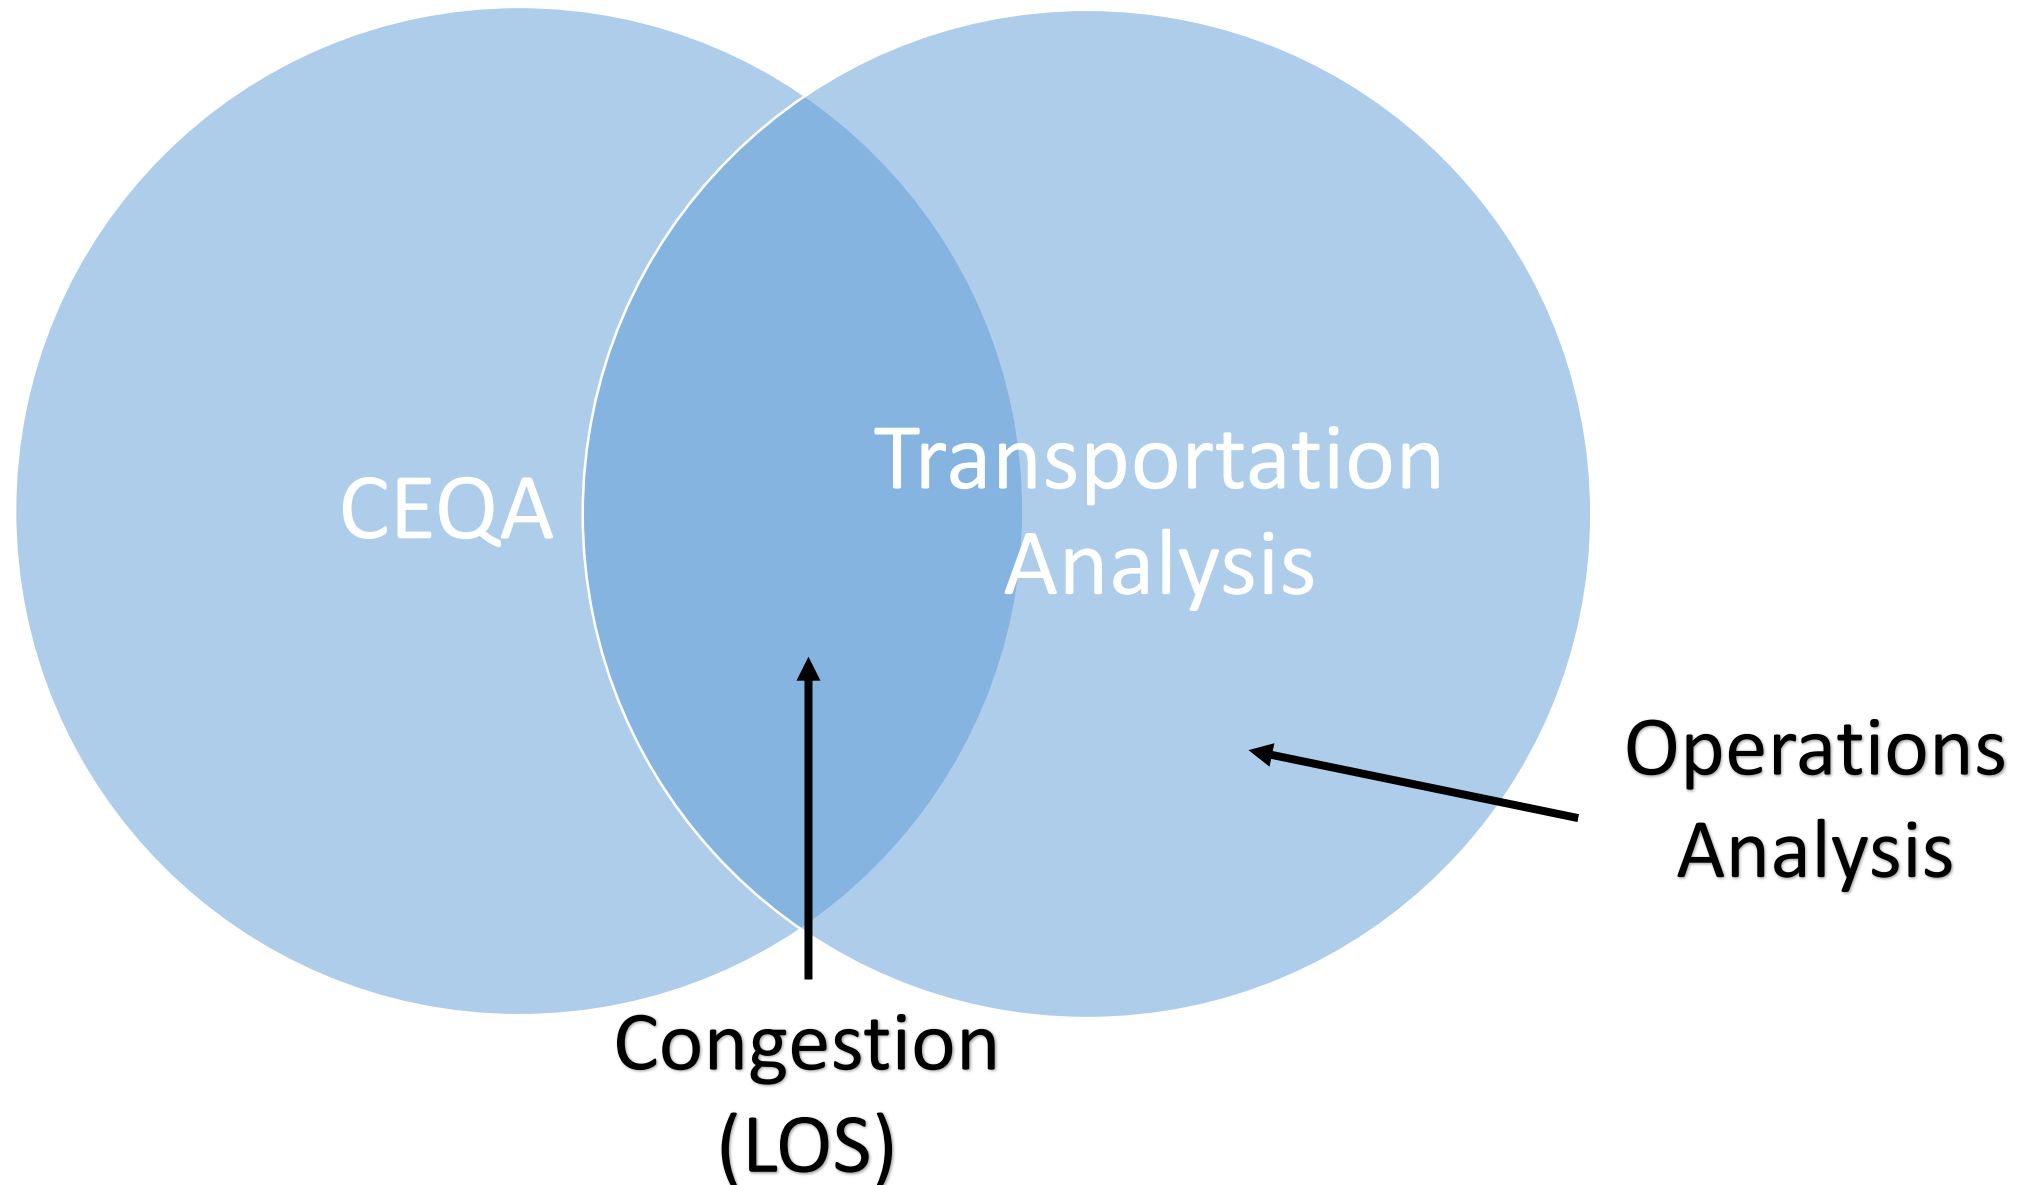 CEQA
Transportation
Analysis
Operations
Analysis
Congestion
(LOS)